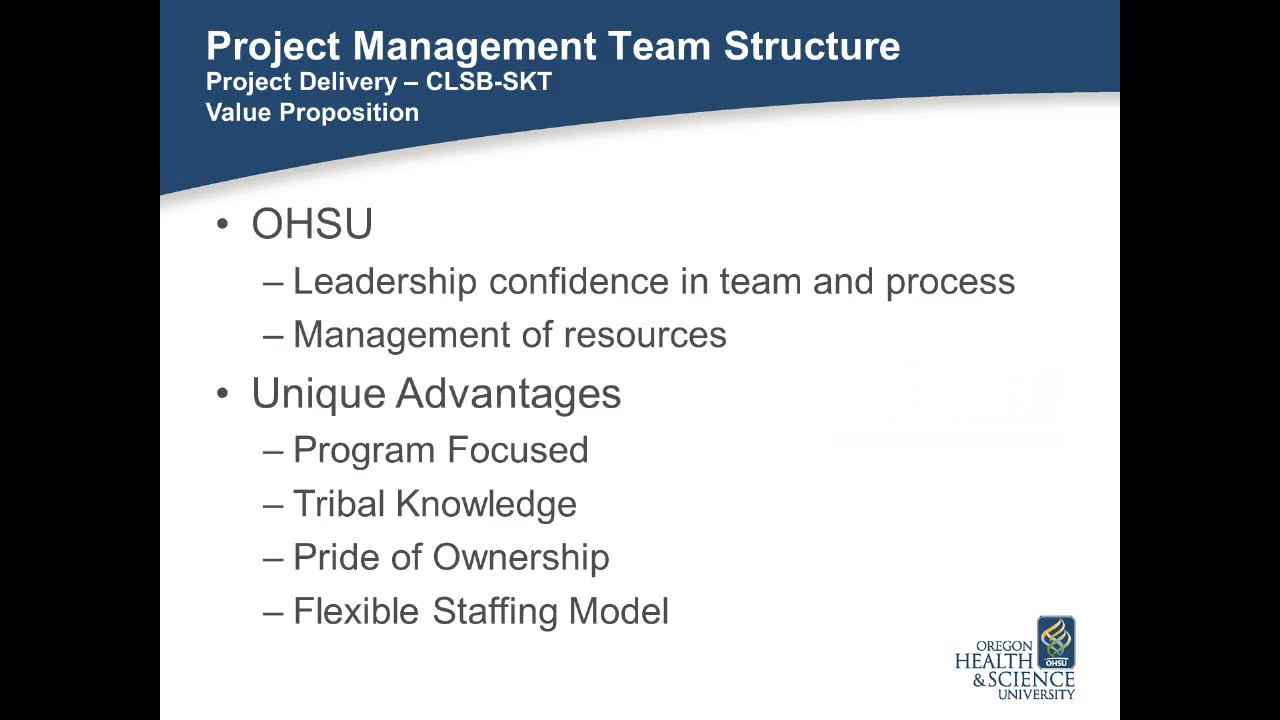 Project Management Team Structure
Project Delivery – CLSB-SKT
Value Proposition
• OHSU
– Leadership confidence in team and process
– Management of resources
• Unique Advantages
– Program Focused
– Tribal Knowledge
– Pride of Ownership
– Flexible Staffing Model
OREGON
HEALTH
OHSU
& SCIENCE
UNIVERSITY